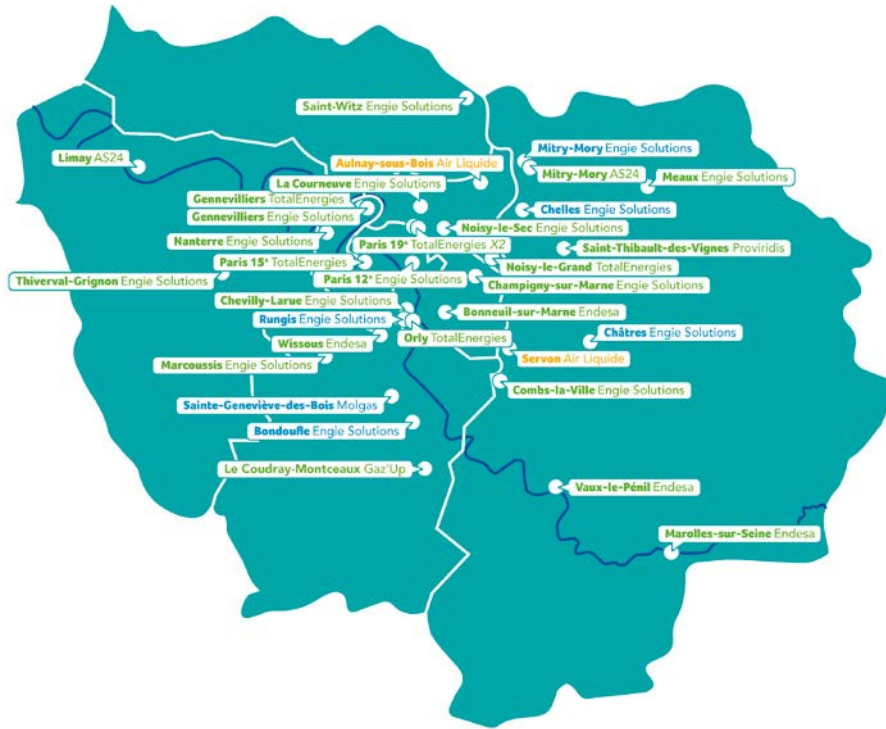 Saint-Witz Engie Solutions
Mitry-Mory Engie Solutions
Limay AS24
Aulnay-sous-Bois Air Liquide
Mitry-Mory AS24
Meaux Engie Solutions
La Courneuve Engie Solutions
Gennevilliers TotalEnergies
Gennevilliers Engie Solutions
Chelles Engie Solutions
Noisy-le-Sec Engie Solutions
Nanterre Engie Solutions
Paris 19ᵉ TotalEnergies X2
Saint-Thibault-des-Vignes Proviridis
Paris 15ᵉ TotalEnergies
Noisy-le-Grand TotalEnergies
Thiverval-Grignon Engie Solutions
Paris 12ᵉ Engie Solutions
Champigny-sur-Marne Engie Solutions
Chevilly-Larue Engie Solutions
Bonneuil-sur-Marne Endesa
Rungis Engie Solutions
Châtres Engie Solutions
Wissous Endesa
Orly TotalEnergies
Servon Air Liquide
Marcoussis Engie Solutions
Combs-la-Ville Engie Solutions
Sainte-Geneviève-des-Bois Molgas
Bondoufle Engie Solutions
Le Coudray-Montceaux Gaz'Up
Vaux-le-Pénil Endesa
Marolles-sur-Seine Endesa